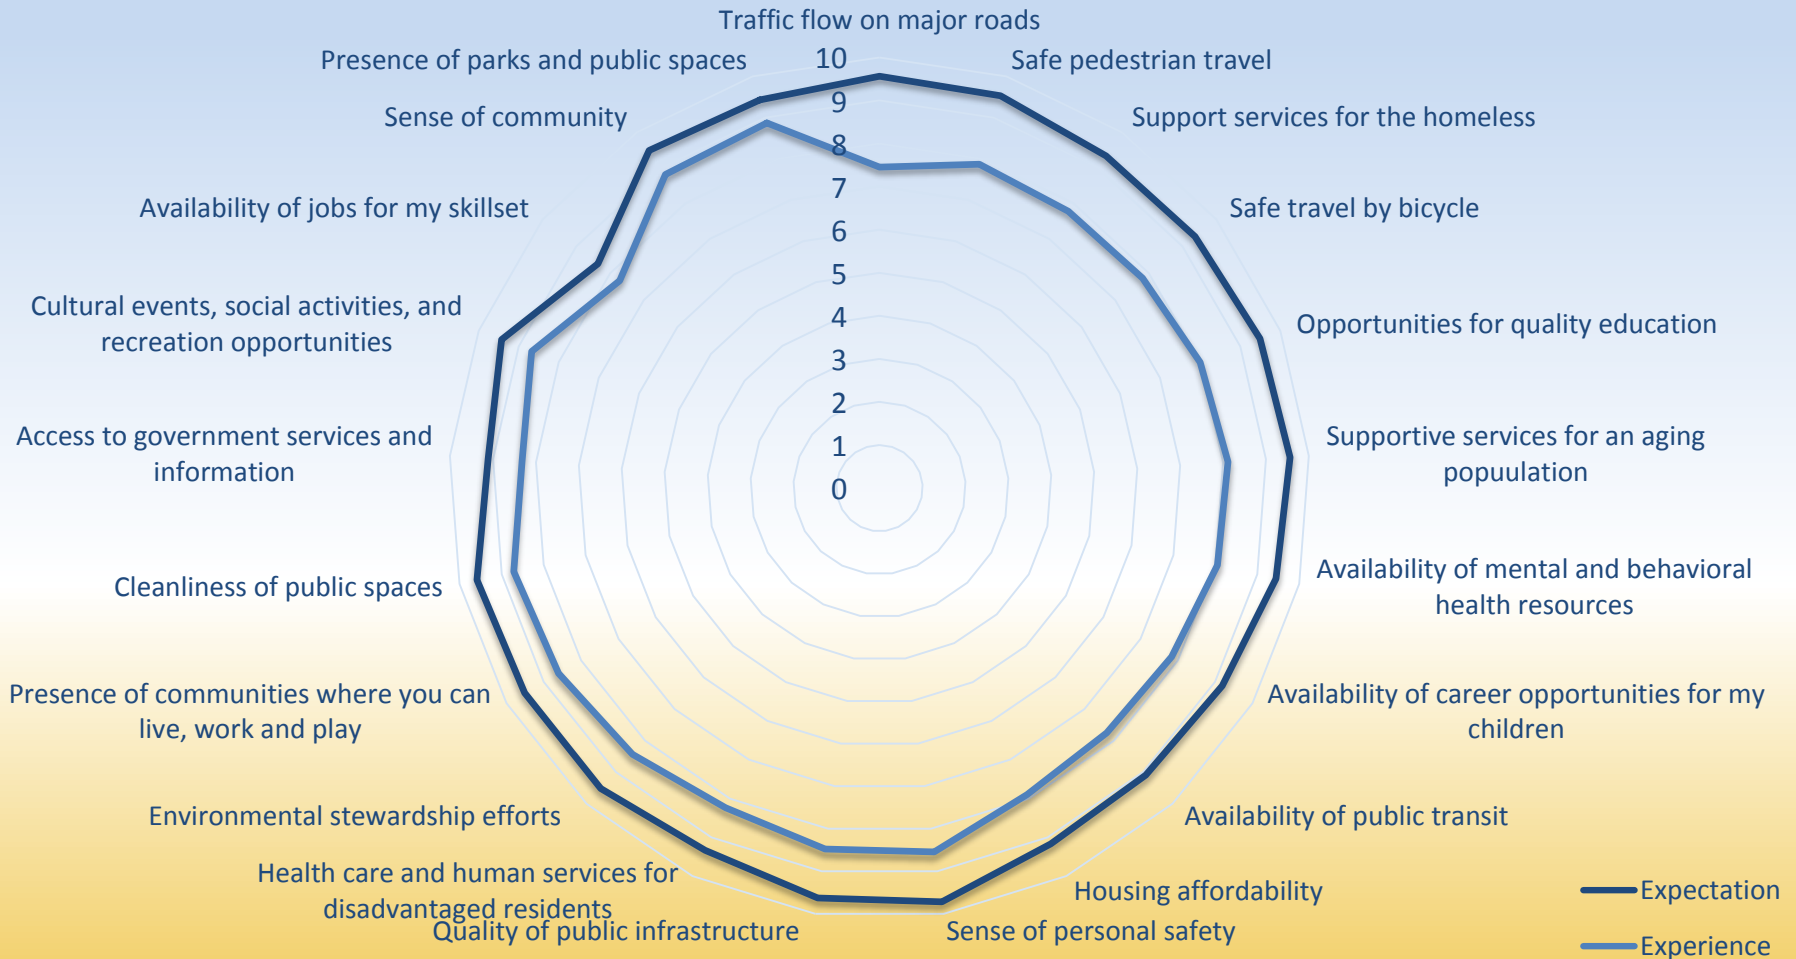 Traffic flow on major roads
Presence of parks and public spaces
10
Safe pedestrian travel
9
Sense of community
Support services for the homeless
8
7
Availability of jobs for my skillset
Safe travel by bicycle
6
5
Cultural events, social activities, and
recreation opportunities
4
Opportunities for quality education
3
2
Access to government services and
information
1
0
Supportive services for an aging
popuulation
Cleanliness of public spaces
Availability of mental and behavioral
health resources
Presence of communities where you can
live, work and play
Availability of career opportunities for my
children
Environmental stewardship efforts
Availability of public transit
Health care and human services for
disadvantaged residents
Housing affordability
Quality of public infrastructure
Sense of personal safety
Expectation
Experience